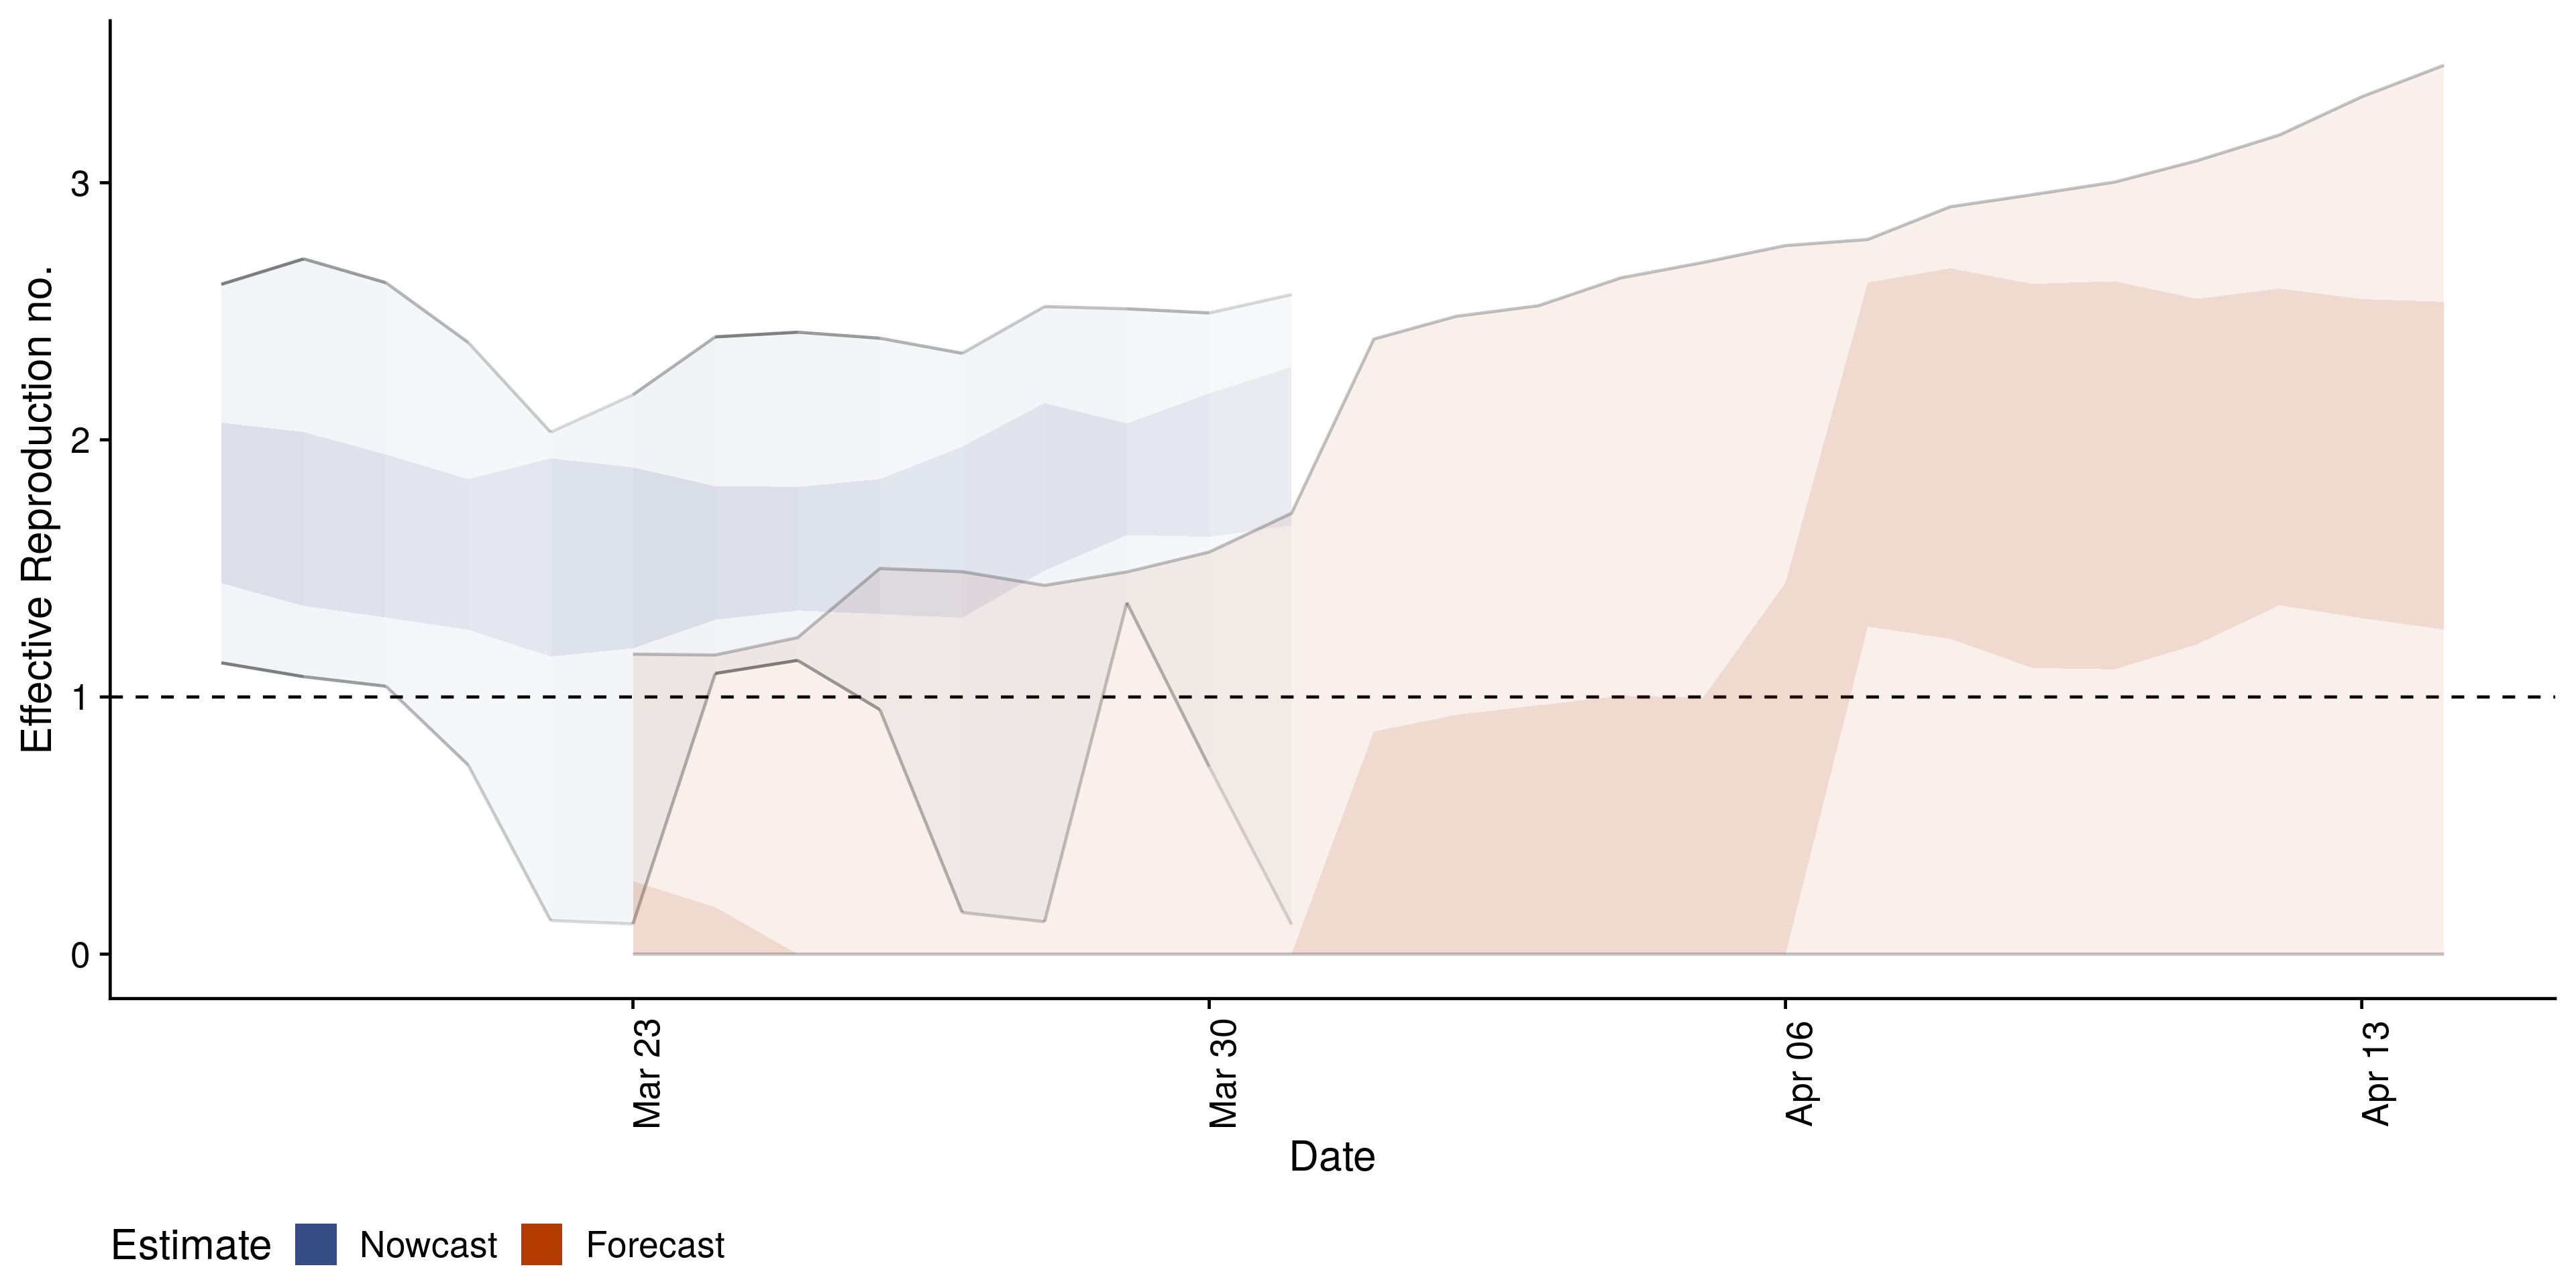 Effective Reproduction no.
3
2
1
0
Mar 23
Mar 30
Apr 06
Apr 13
Date
Estimate Nowcast Forecast